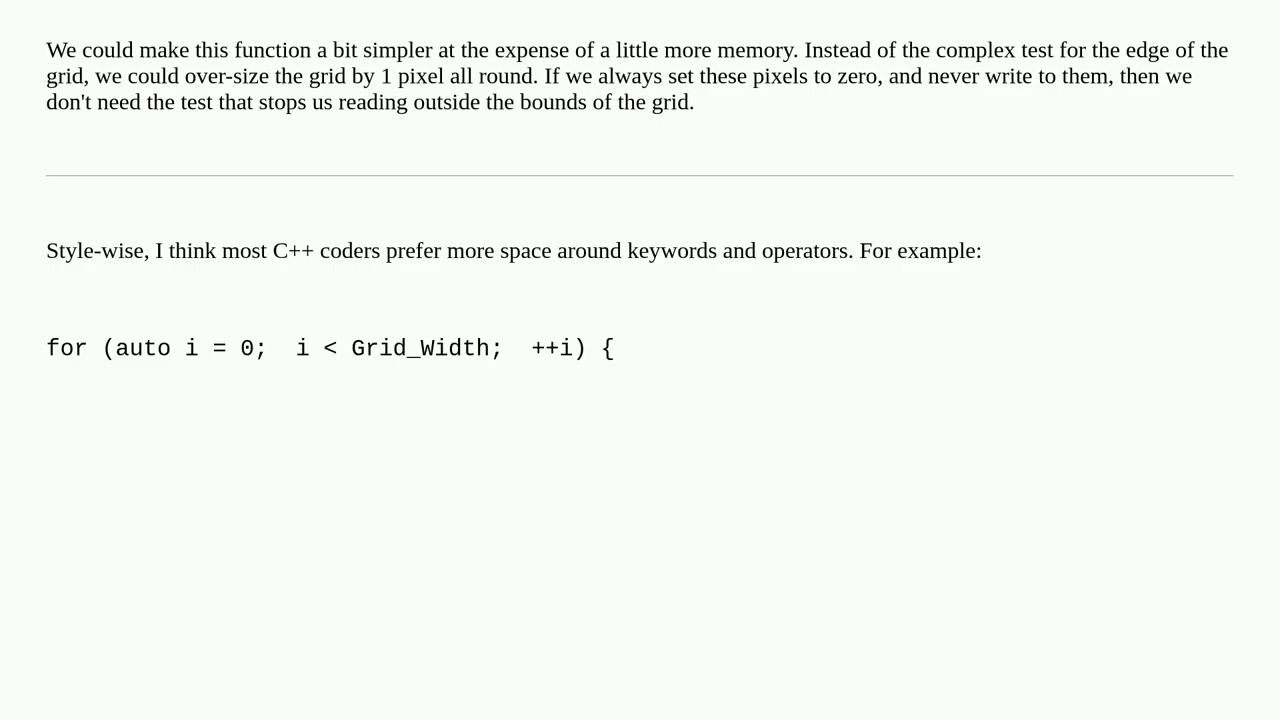 We could make this function a bit simpler at the expense of a little more memory. Instead of the complex test for the edge of the
grid, we could over-size the grid by 1 pixel all round. If we always set these pixels to zero, and never write to them, then we
don't need the test that stops us reading outside the bounds of the grid.
Style-wise, I think most C++ coders prefer more space around keywords and operators. For example:
for (auto i = 0;  i < Grid_Width;  ++i) {